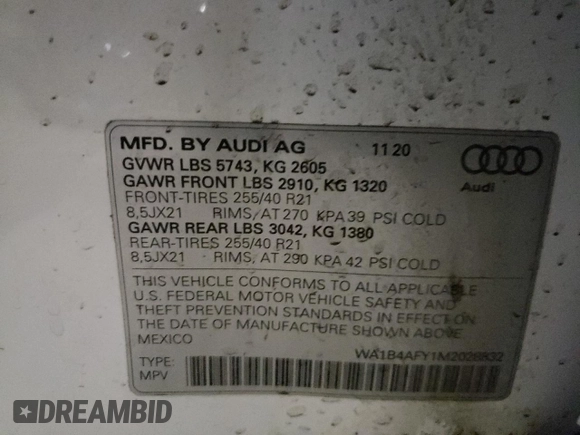 MFD. BY AUDI AG 11 20
GVWR LBS 5743, KG 2605
GAWR FRONT LBS 2910, KG 1320
FRONT-TIRES 255/40 R21
8,5JX21 RIMS, AT 270 KPA 39 PSI COLD
GAWR REAR LBS 3042, KG 1380
REAR-TIRES 255/40 R21
8,5JX21 RIMS, AT 290 KPA 42 PSI COLD
Audi
THIS VEHICLE CONFORMS TO ALL APPLICABLE
U.S. FEDERAL MOTOR VEHICLE SAFETY AND
THEFT PREVENTION STANDARDS IN EFFECT ON
THE DATE OF MANUFACTURE SHOWN ABOVE
MEXICO
WA1B4AFY1M2028832
TYPE:
MPV
DREAMBID